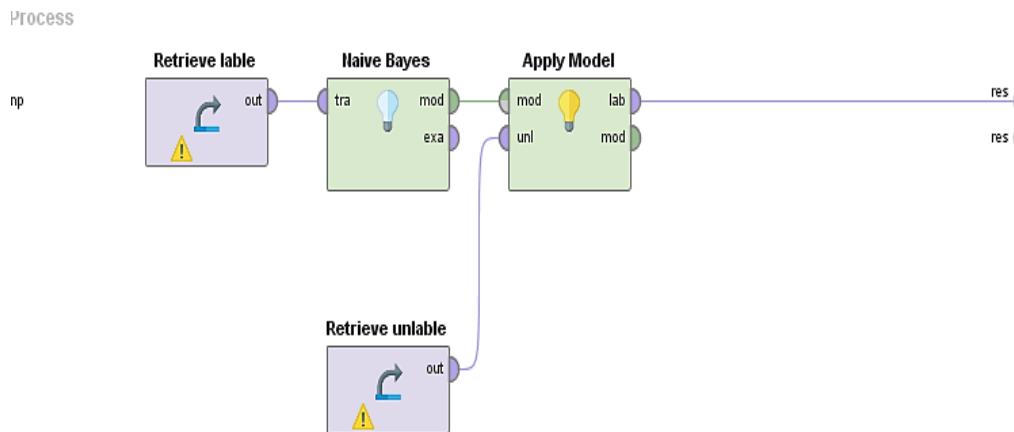 Process
Retrieve lable
Naive Bayes
Apply Model
np
out
tra
mod
exa
mod
unl
lab
mod
res
res
Retrieve unlable
out